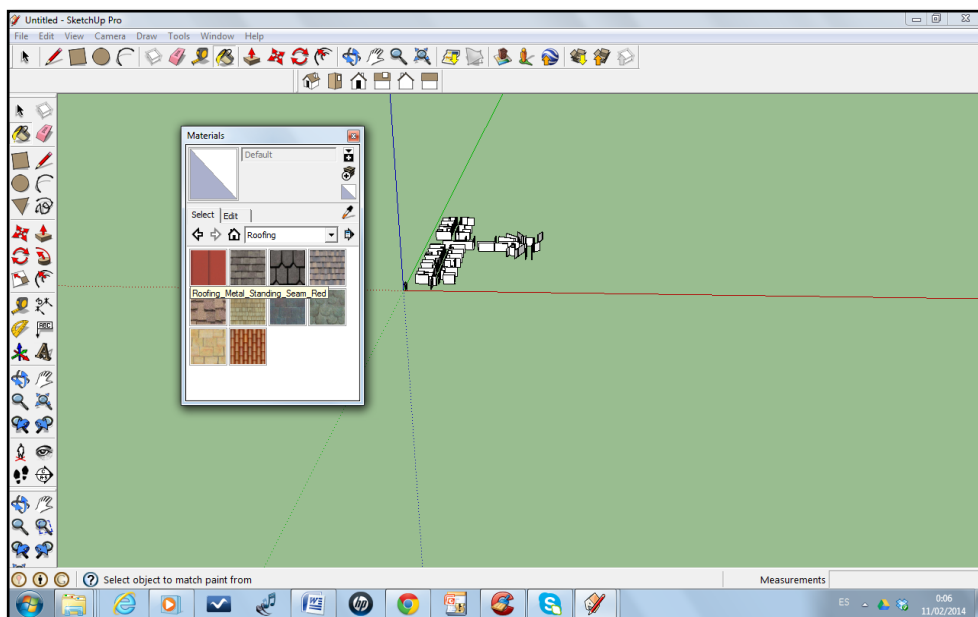 Untitled - SketchUp Pro
File Edit View Camera Draw Tools Window Help
Materials
Default
Select Edit
Roofing
Roofing_Metal_Standing_Seam_Red
ABC
Select object to match paint from
Measurements
ES
0:06
11/02/2014